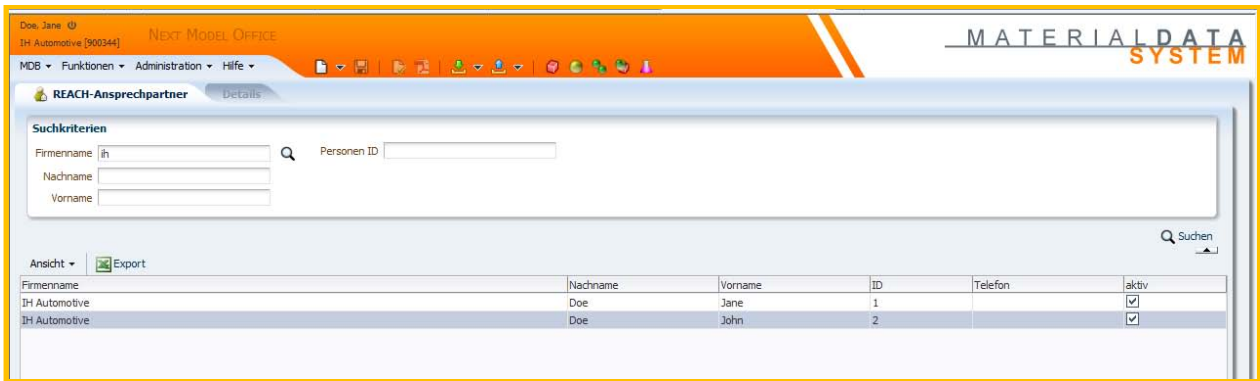 Doe, Jane
IH Automotive [900344]
NEXT MODEL OFFICE
MATERIALDATA
SYSTEM
MDB Funktionen Administration Hilfe
REACH-Ansprechpartner Details
Suchkriterien
Firmenname ih Personen ID
Nachname
Vorname
Suchen
Ansicht Export
Firmenname Nachname Vorname ID Telefon aktiv
IH Automotive Doe Jane 1
IH Automotive Doe John 2